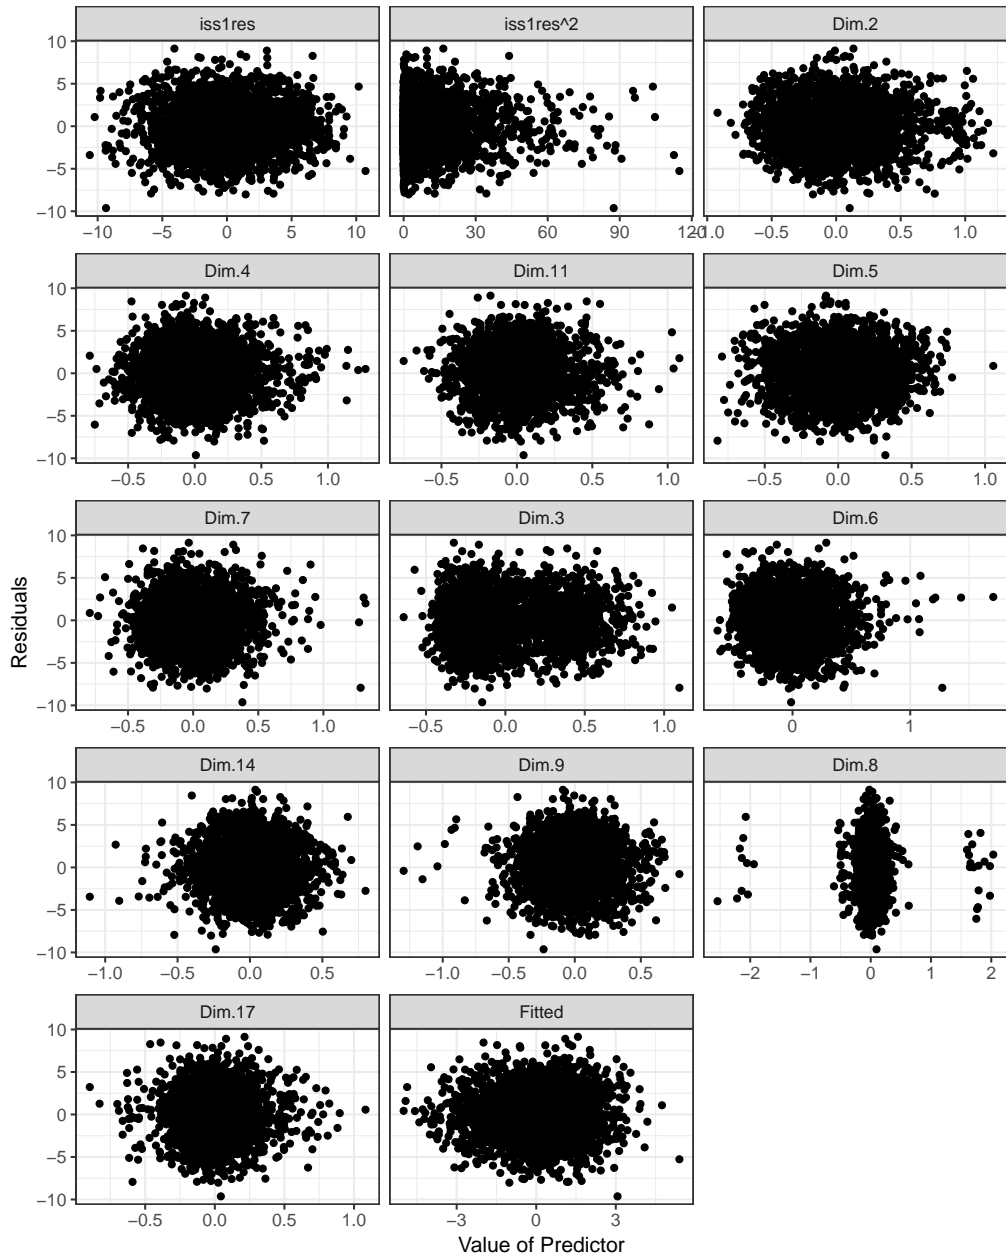 iss1res iss1res^2 Dim.2
10
5
0
−5
−10
−10 −5 0 5 10 0 30 60 90 120 −1.0 −0.5 0.0 0.5 1.0
Dim.4 Dim.11 Dim.5
10
5
0
−5
−10
−0.5 0.0 0.5 1.0 −0.5 0.0 0.5 1.0 −0.5 0.0 0.5 1.0
Dim.7 Dim.3 Dim.6
10
5
0
−5
−10
−0.5 0.0 0.5 1.0 −0.5 0.0 0.5 1.0 0 1
Residuals
Dim.14 Dim.9 Dim.8
10
5
0
−5
−10
−1.0 −0.5 0.0 0.5 −1.0 −0.5 0.0 0.5 −2 −1 0 1 2
Dim.17 Fitted
10
5
0
−5
−10
−0.5 0.0 0.5 1.0 −3 0 3
Value of Predictor